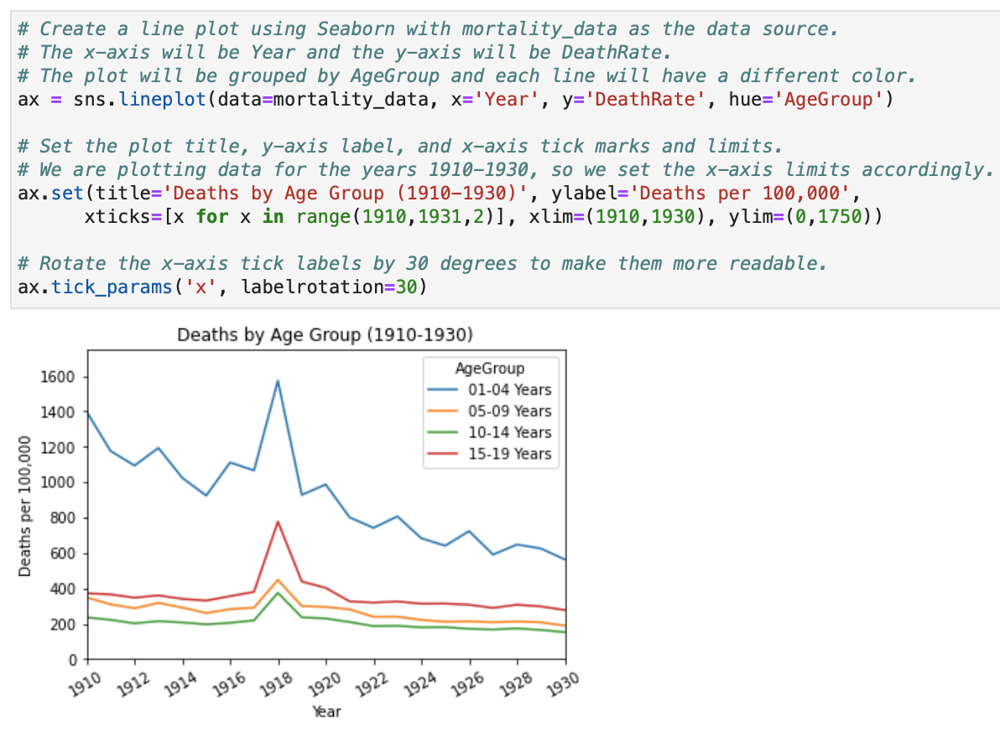 # Create a line plot using Seaborn with mortality_data as the data source.
# The x-axis will be Year and the y-axis will be DeathRate.
# The plot will be grouped by AgeGroup and each line will have a different color.
ax = sns.lineplot(data=mortality_data, x='Year', y='DeathRate', hue='AgeGroup')
# Set the plot title, y-axis label, and x-axis tick marks and limits.
# We are plotting data for the years 1910-1930, so we set the x-axis limits accordingly.
ax.set(title='Deaths by Age Group (1910-1930)', ylabel='Deaths per 100,000',
xticks=[x for x in range(1910,1931,2)], xlim=(1910,1930), ylim=(0,1750))
# Rotate the x-axis tick labels by 30 degrees to make them more readable.
ax.tick_params('x', labelrotation=30)
Deaths by Age Group (1910-1930)
Deaths per 100,000
1600
1400
1200
1000
800
600
400
200
0
AgeGroup
01-04 Years
05-09 Years
10-14 Years
15-19 Years
1910 1912 1914 1916 1918 1920 1922 1924 1926 1928 1930
Year